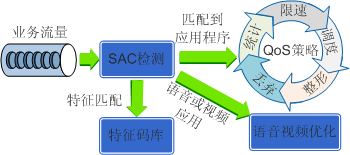 业务流量
SAC检测
匹配到
应用程序
特征匹配
特征码库
语音或视频
应用
语音视频优化
QoS策略
限速
调度
整形
丢弃
统计